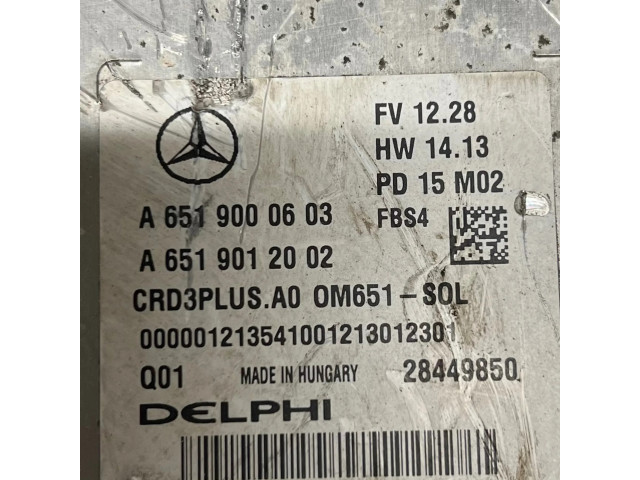 FV 12.28
HW 14.13
PD 15 M02
A 651 900 06 03 FBS4
A 651 901 20 02
CRD3PLUS.A0 OM651-SOL
000001213541001213012301
Q01 MADE IN HUNGARY 28449850
DELPHI